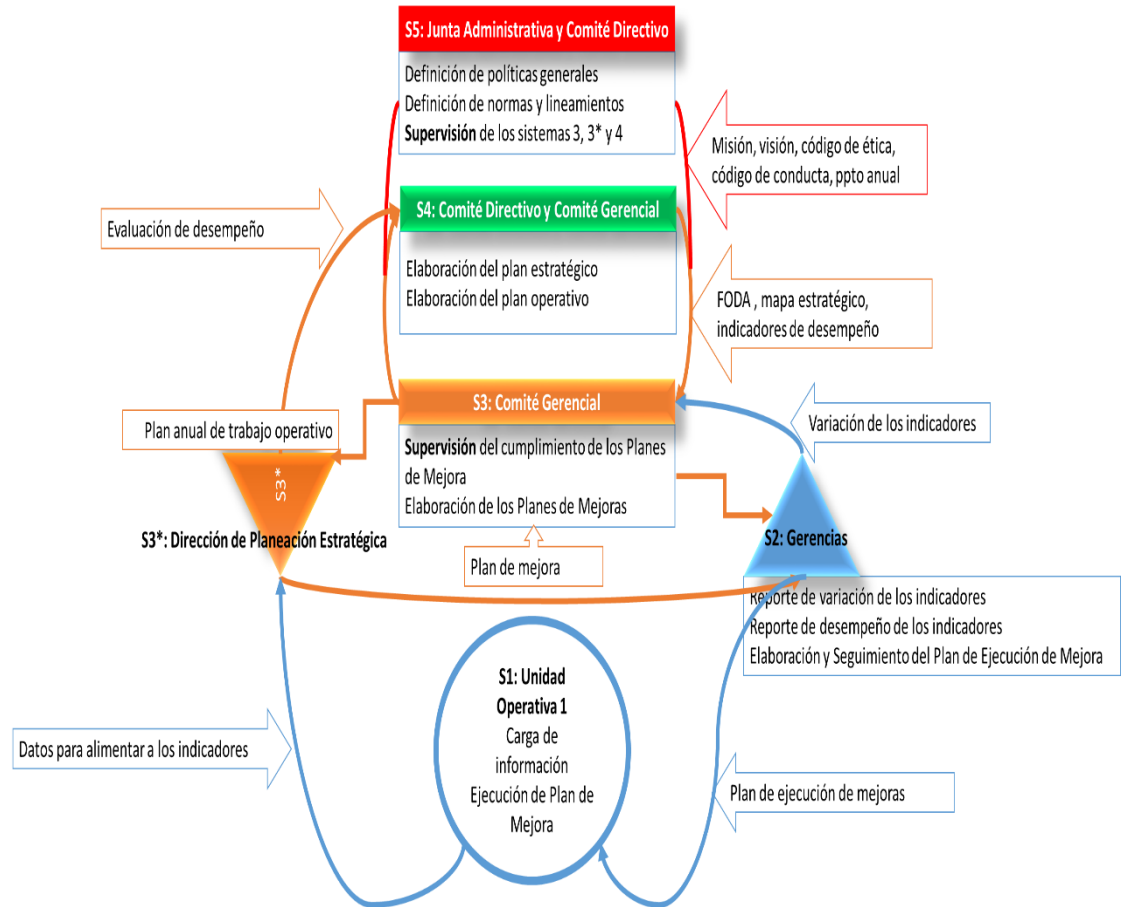 S5: Junta Administrativa y Comité Directivo
Definición de políticas generales
Definición de normas y lineamientos
Supervisión de los sistemas 3, 3* y 4
Misión, visión, código de ética,
código de conducta, ppto anual
S4: Comité Directivo y Comité Gerencial
Evaluación de desempeño
Elaboración del plan estratégico
Elaboración del plan operativo
FODA , mapa estratégico,
indicadores de desempeño
S3: Comité Gerencial
Variación de los indicadores
Plan anual de trabajo operativo
Supervisión del cumplimiento de los Planes
de Mejora
Elaboración de los Planes de Mejoras
S3*
S3*: Dirección de Planeación Estratégica
S2: Gerencias
Plan de mejora
Reporte de variación de los indicadores
Reporte de desempeño de los indicadores
Elaboración y Seguimiento del Plan de Ejecución de Mejora
S1: Unidad
Operativa 1
Carga de
información
Ejecución de Plan de
Mejora
Datos para alimentar a los indicadores
Plan de ejecución de mejoras